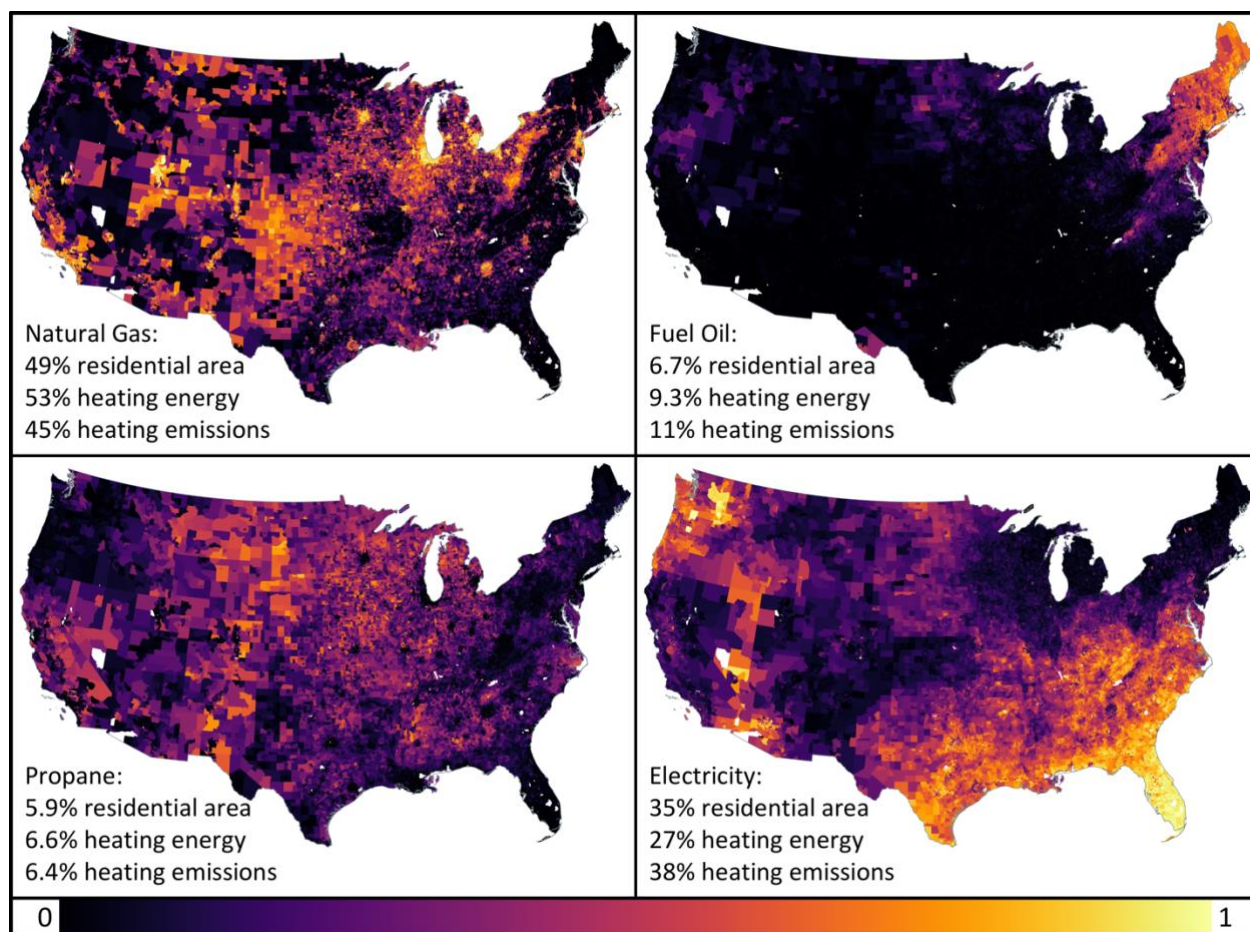 Natural Gas:
49% residential area
53% heating energy
45% heating emissions
Fuel Oil:
6.7% residential area
9.3% heating energy
11% heating emissions
Propane:
5.9% residential area
6.6% heating energy
6.4% heating emissions
Electricity:
35% residential area
27% heating energy
38% heating emissions
0 1